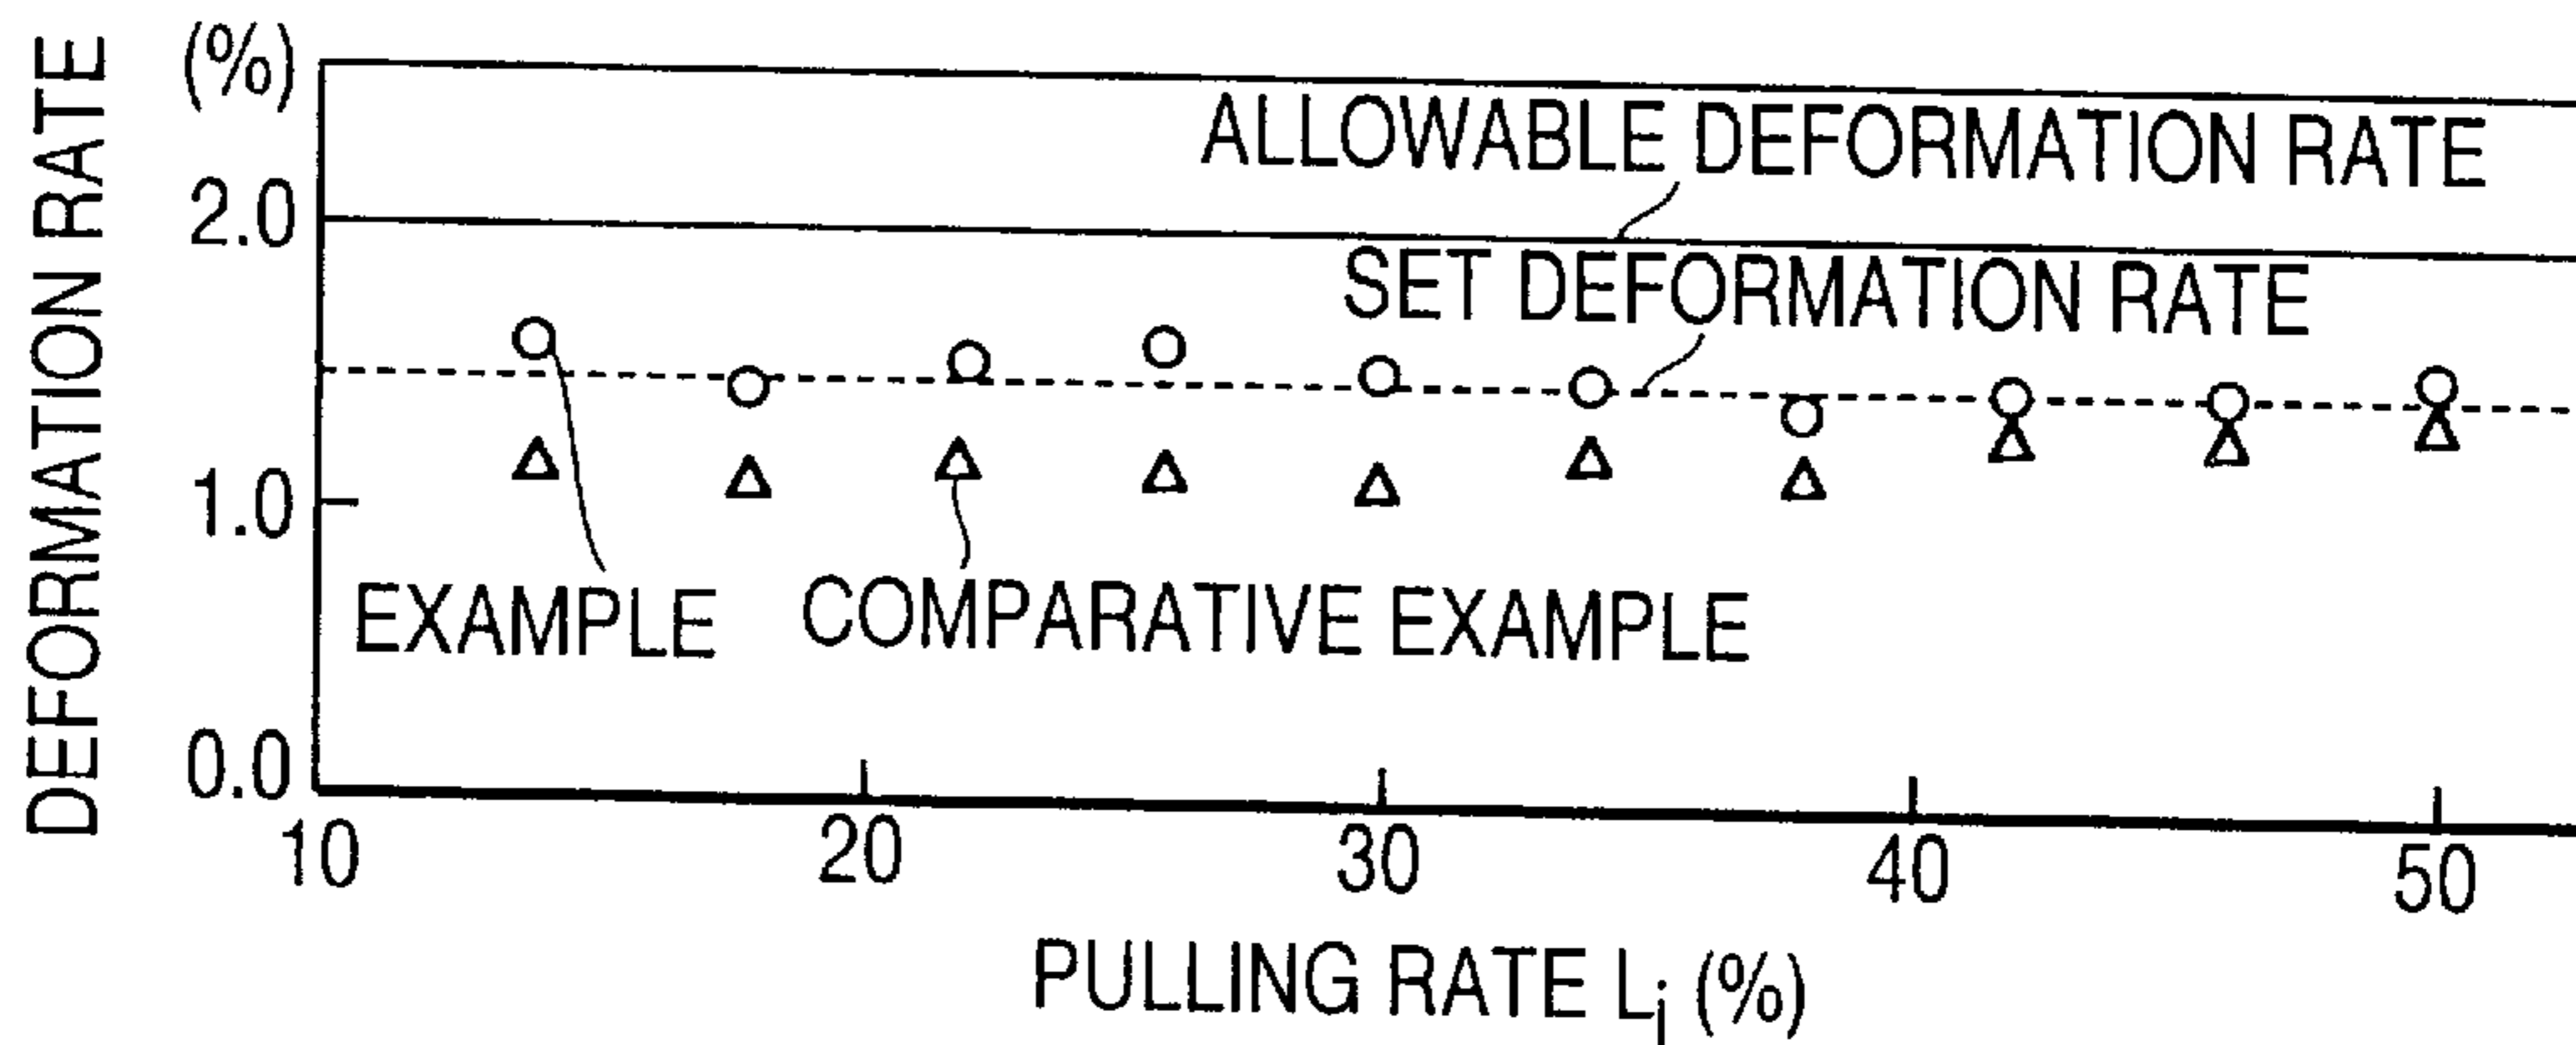 DEFORMATION RATE (%)
2.0
1.0
0.0
ALLOWABLE DEFORMATION RATE
SET DEFORMATION RATE
EXAMPLE
COMPARATIVE EXAMPLE
10 20 30 40 50
PULLING RATE Li (%)